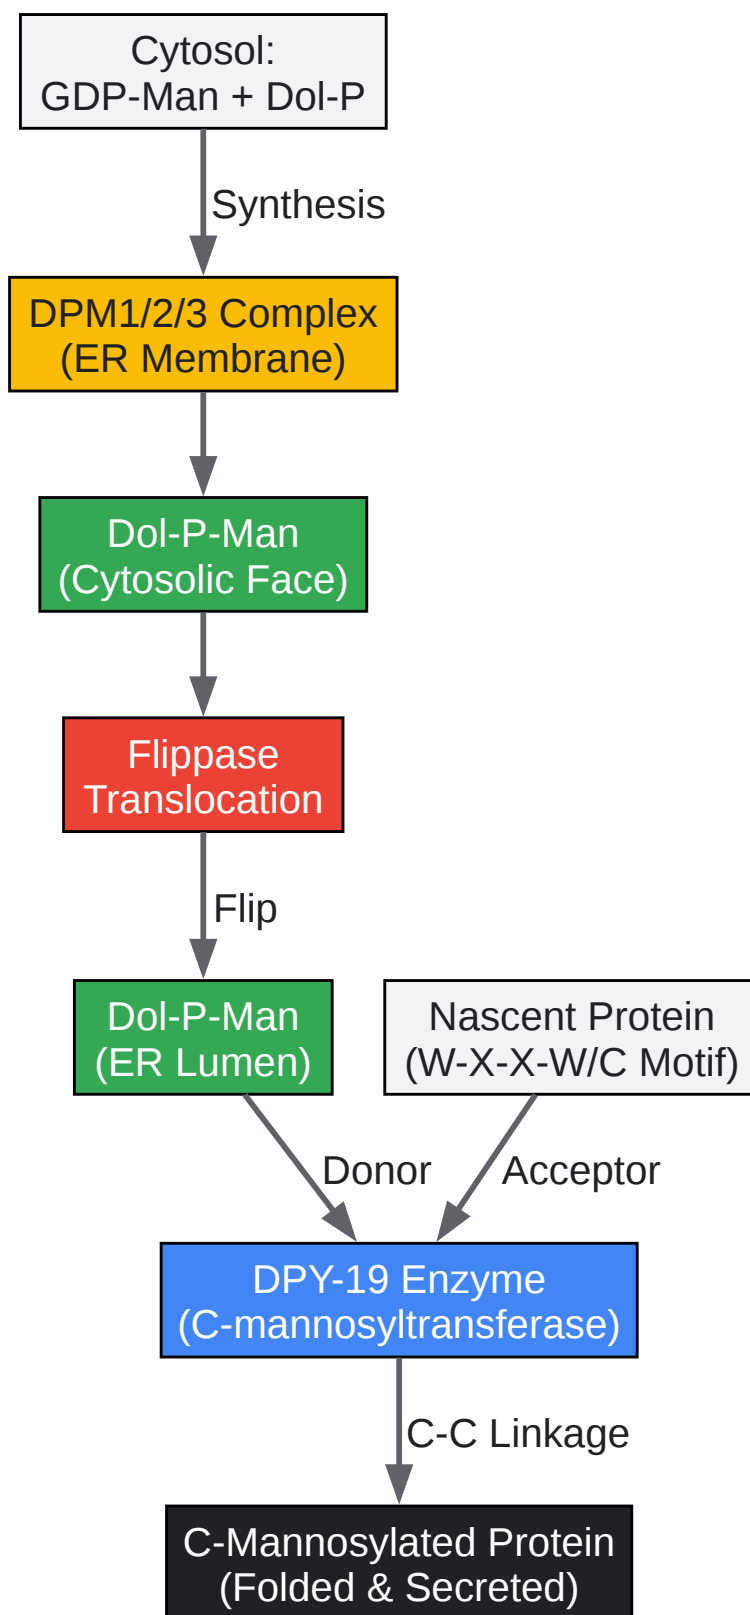 Cytosol:
GDP-Man + Dol-P
Synthesis
DPM1/2/3 Complex
(ER Membrane)
Dol-P-Man
(Cytosolic Face)
Flippase
Translocation
Flip
Dol-P-Man
(ER Lumen)
Nascent Protein
(W-X-X-W/C Motif)
Donor
Acceptor
DPY-19 Enzyme
(C-mannosyltransferase)
C-C Linkage
C-Mannosylated Protein
(Folded & Secreted)